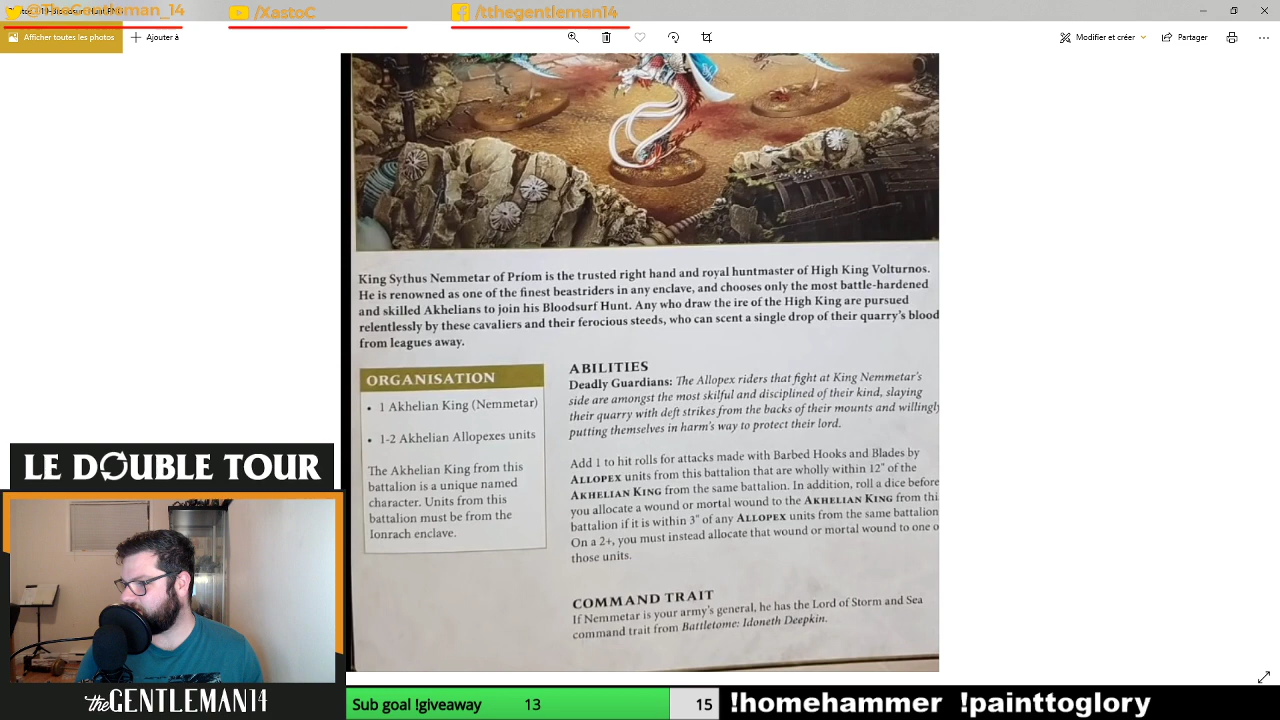 @TheGentleman_14
/XastoC
/tthegentleman14
Afficher toutes les photos
Ajouter à
Modifier et créer
Partager
King Sythus Nemmetar of Príom is the trusted right hand and royal huntmaster of High King Volturnos.
He is renowned as one of the finest beastriders in any enclave, and chooses only the most battle-hardened
and skilled Akhelians to join his Bloodsurf Hunt. Any who draw the ire of the High King are pursued
relentlessly by these cavaliers and their ferocious steeds, who can scent a single drop of their quarry's blood
from leagues away.
ORGANISATION
• 1 Akhelian King (Nemmetar)
• 1-2 Akhelian Allopexes units
The Akhelian King from this
battalion is a unique named
character. Units from this
battalion must be from the
Ionrach enclave.
ABILITIES
Deadly Guardians: The Allopex riders that fight at King Nemmetar's
side are amongst the most skilful and disciplined of their kind, slaying
their quarry with deft strikes from the backs of their mounts and willingly
putting themselves in harm's way to protect their lord.
Add 1 to hit rolls for attacks made with Barbed Hooks and Blades by
ALLOPEX units from this battalion that are wholly within 12" of the
AKHELIAN KING from the same battalion. In addition, roll a dice before
you allocate a wound or mortal wound to the AKHELIAN KING from thi
battalion if it is within 3" of any ALLOPEX units from the same battalion
On a 2+, you must instead allocate that wound or mortal wound to one o
those units.
COMMAND TRAIT
If Nemmetar is your army's general, he has the Lord of Storm and Sea
command trait from Battletome: Idoneth Deepkin.
LE DOUBLE TOUR
theGENTLEMAN14
Sub goal !giveaway 13 15
!homehammer !painttoglory